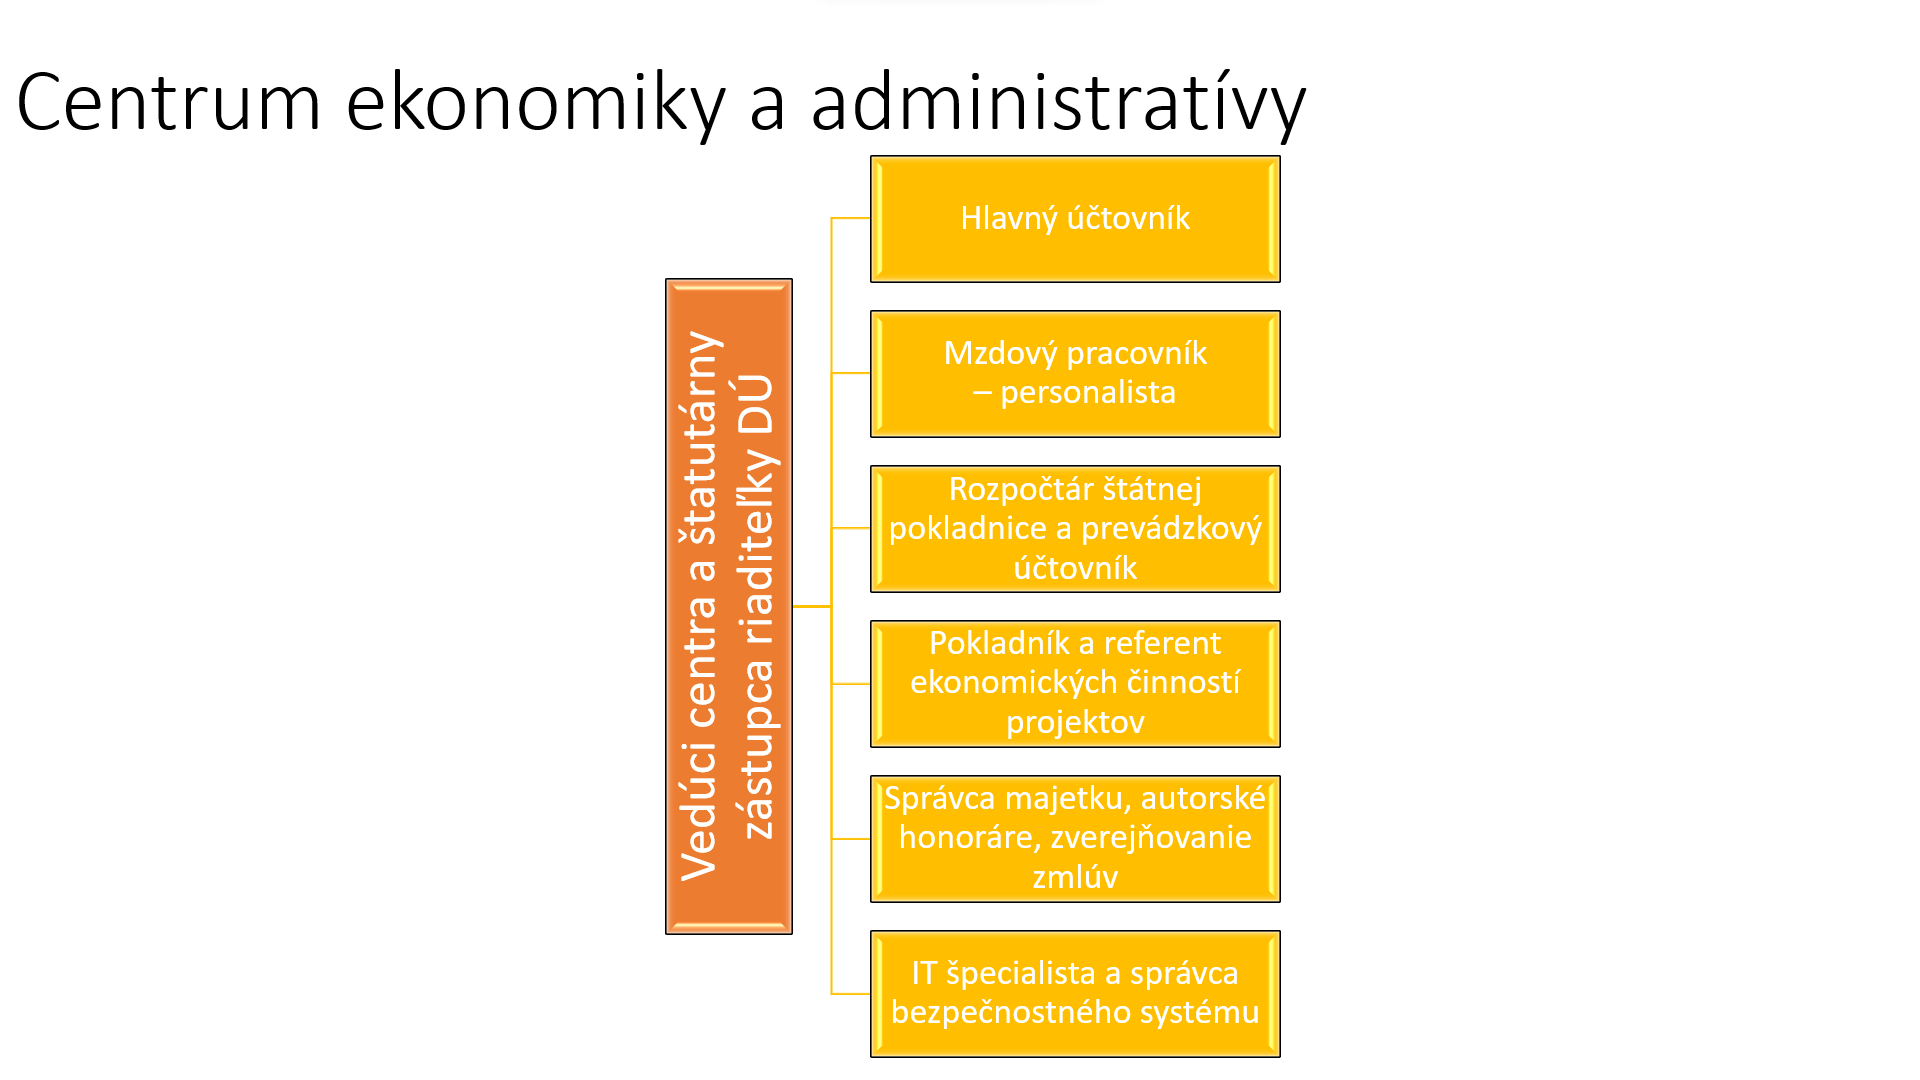 Centrum ekonomiky a administratívy
Vedúci centra a štatutárny
zástupca riaditeľky DÚ
Hlavný účtovník
Mzdový pracovník
– personalista
Rozpočtár štátnej
pokladnice a prevádzkový
účtovník
Pokladník a referent
ekonomických činností
projektov
Správca majetku, autorské
honoráre, zverejňovanie
zmlúv
IT špecialista a správca
bezpečnostného systému